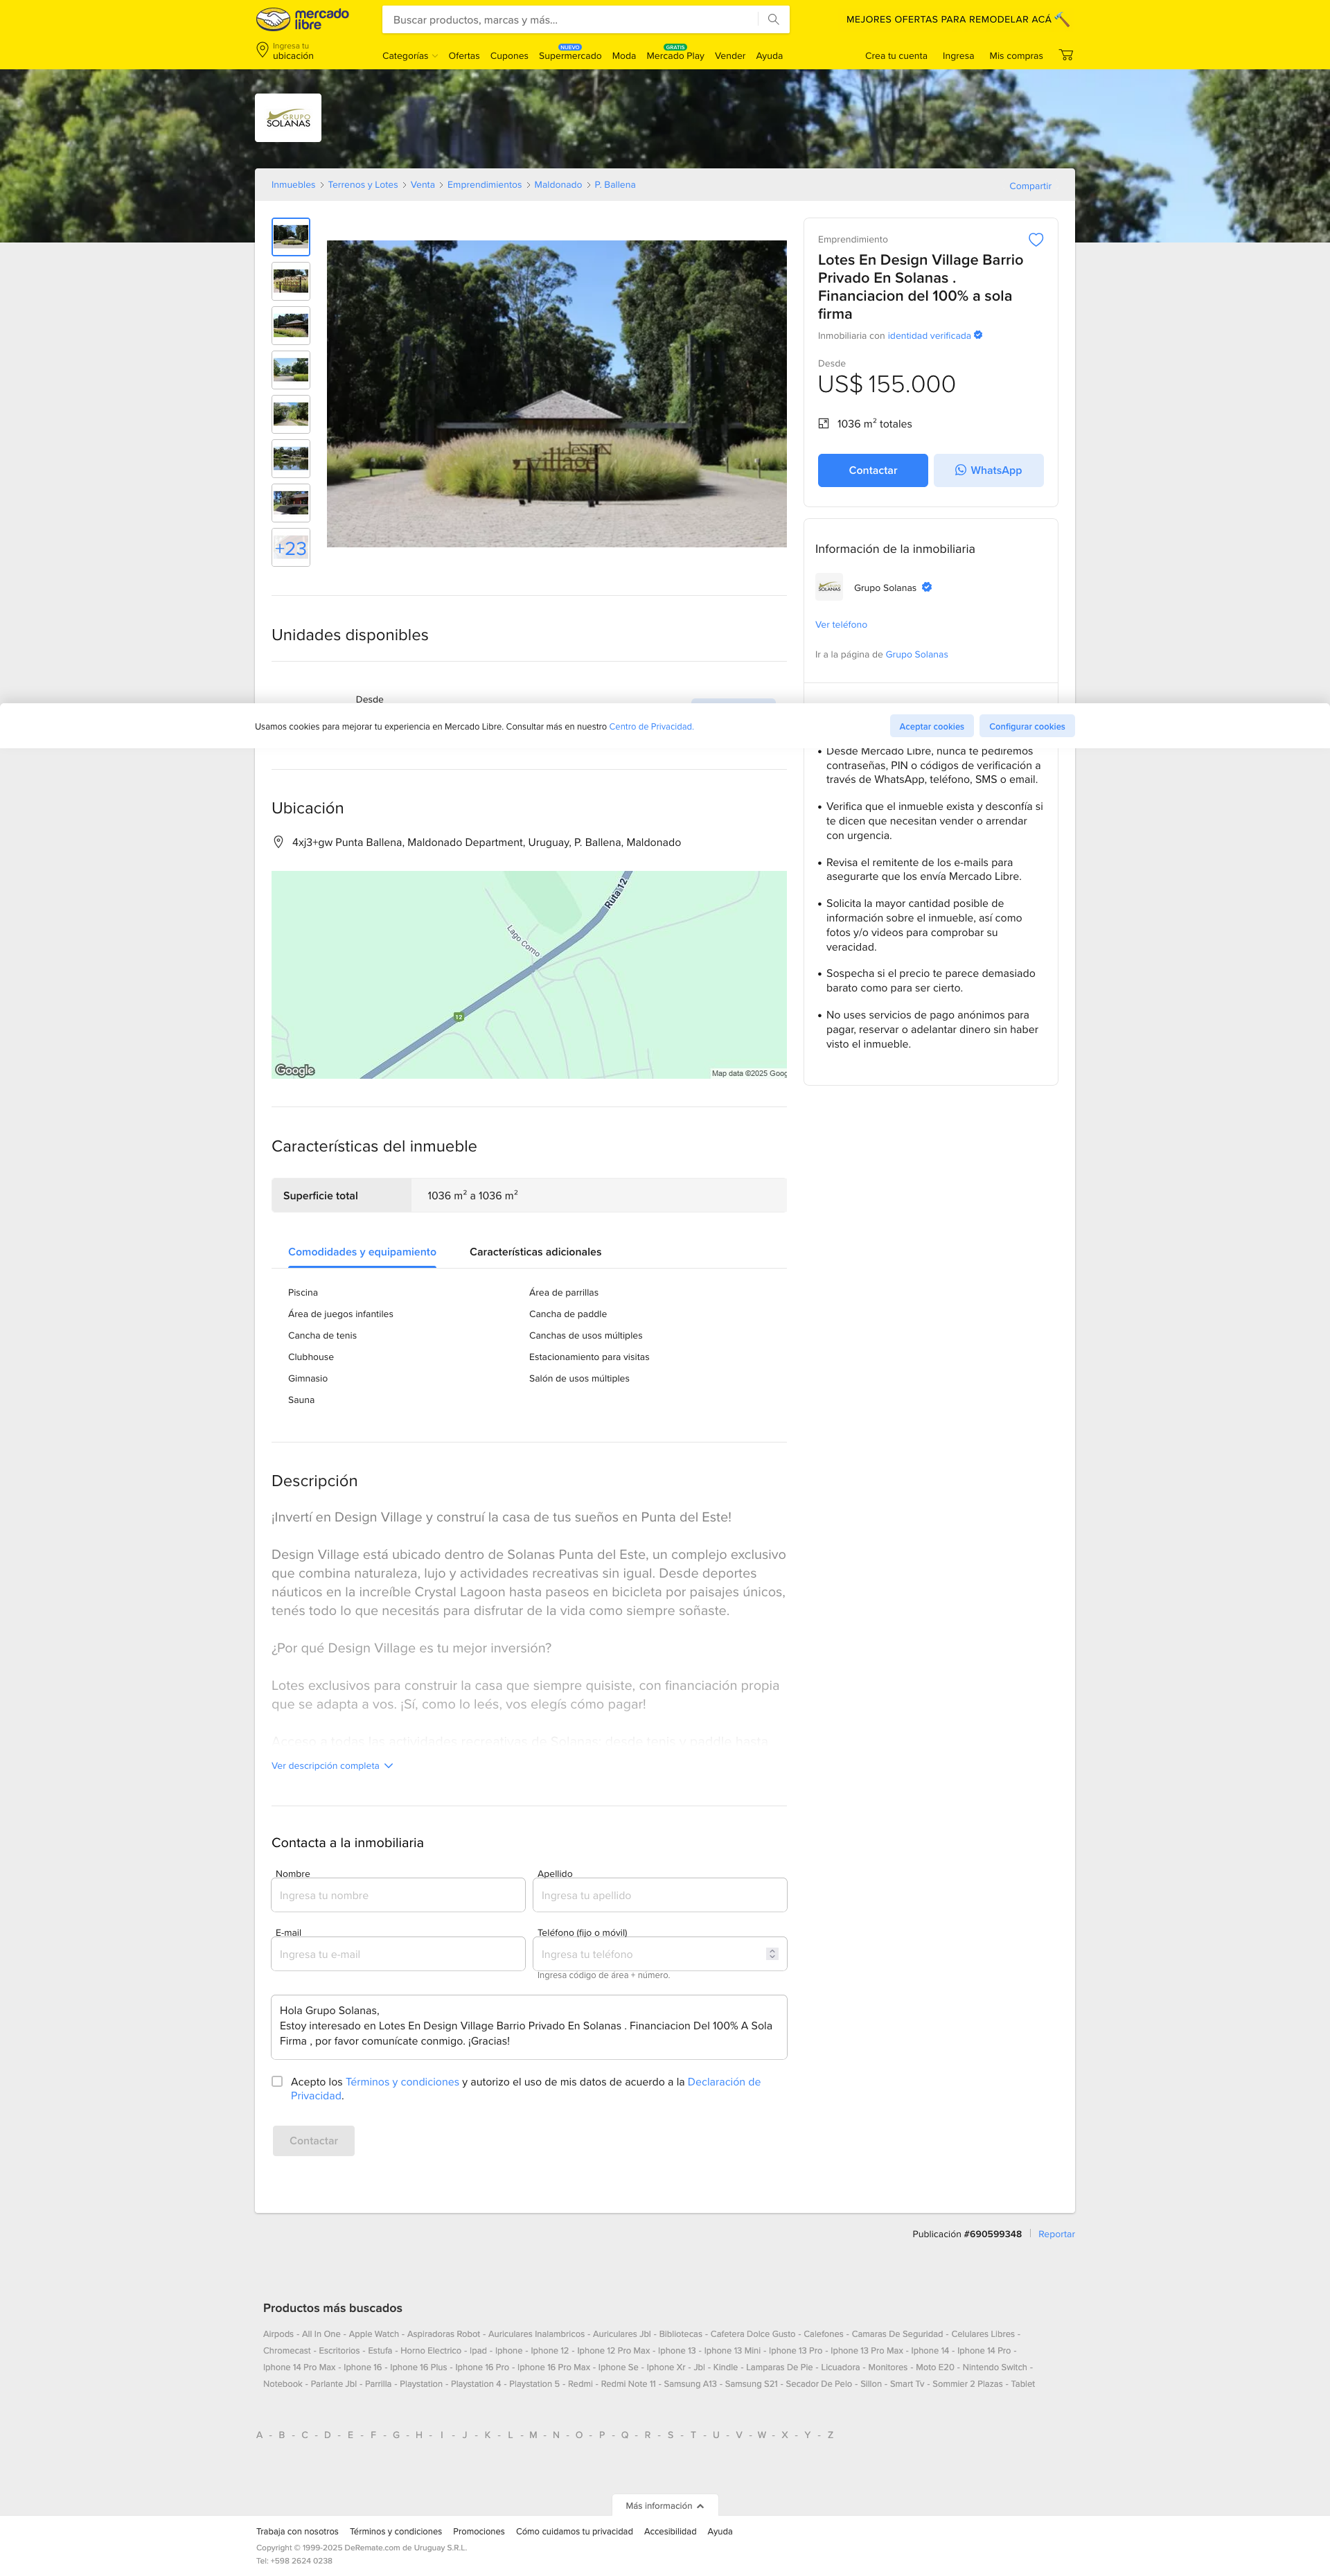 mercado
libre
Buscar productos, marcas y más...
MEJORES OFERTAS PARA REMODELAR ACÁ
Ingresa tu
ubicación
Categorías
Ofertas
Cupones
NUEVO
Supermercado
Moda
GRATIS
Mercado Play
Vender
Ayuda
Crea tu cuenta
Ingresa
Mis compras
GRUPO
SOLANAS
Inmuebles > Terrenos y Lotes > Venta > Emprendimientos > Maldonado > P. Ballena
Compartir
design
village
+23
Emprendimiento
Lotes En Design Village Barrio
Privado En Solanas .
Financiacion del 100% a sola
firma
Inmobiliaria con identidad verificada
Desde
US$ 155.000
1036 m² totales
Contactar
WhatsApp
Información de la inmobiliaria
SOLANAS
Grupo Solanas
Ver teléfono
Ir a la página de Grupo Solanas
Unidades disponibles
Desde
Usamos cookies para mejorar tu experiencia en Mercado Libre. Consultar más en nuestro Centro de Privacidad.
Aceptar cookies
Configurar cookies
• Desde Mercado Libre, nunca te pediremos
contraseñas, PIN o códigos de verificación a
través de WhatsApp, teléfono, SMS o email.
• Verifica que el inmueble exista y desconfía si
te dicen que necesitan vender o arrendar
con urgencia.
• Revisa el remitente de los e-mails para
asegurarte que los envía Mercado Libre.
• Solicita la mayor cantidad posible de
información sobre el inmueble, así como
fotos y/o videos para comprobar su
veracidad.
• Sospecha si el precio te parece demasiado
barato como para ser cierto.
• No uses servicios de pago anónimos para
pagar, reservar o adelantar dinero sin haber
visto el inmueble.
Ubicación
4xj3+gw Punta Ballena, Maldonado Department, Uruguay, P. Ballena, Maldonado
Ruta 12
Lago Como
12
Google
Map data ©2025 Goog
Características del inmueble
Superficie total
1036 m² a 1036 m²
Comodidades y equipamiento
Características adicionales
Piscina
Área de parrillas
Área de juegos infantiles
Cancha de paddle
Cancha de tenis
Canchas de usos múltiples
Clubhouse
Estacionamiento para visitas
Gimnasio
Salón de usos múltiples
Sauna
Descripción
¡Invertí en Design Village y construí la casa de tus sueños en Punta del Este!
Design Village está ubicado dentro de Solanas Punta del Este, un complejo exclusivo
que combina naturaleza, lujo y actividades recreativas sin igual. Desde deportes
náuticos en la increíble Crystal Lagoon hasta paseos en bicicleta por paisajes únicos,
tenés todo lo que necesitás para disfrutar de la vida como siempre soñaste.
¿Por qué Design Village es tu mejor inversión?
Lotes exclusivos para construir la casa que siempre quisiste, con financiación propia
que se adapta a vos. ¡Sí, como lo leés, vos elegís cómo pagar!
Acceso a todas las actividades recreativas de Solanas: desde tenis y paddle hasta
Ver descripción completa
Contacta a la inmobiliaria
Nombre
Apellido
Ingresa tu nombre
Ingresa tu apellido
E-mail
Teléfono (fijo o móvil)
Ingresa tu e-mail
Ingresa tu teléfono
Ingresa código de área + número.
Hola Grupo Solanas,
Estoy interesado en Lotes En Design Village Barrio Privado En Solanas . Financiacion Del 100% A Sola
Firma , por favor comunícate conmigo. ¡Gracias!
Acepto los Términos y condiciones y autorizo el uso de mis datos de acuerdo a la Declaración de
Privacidad.
Contactar
Publicación #690599348
Reportar
Productos más buscados
Airpods - All In One - Apple Watch - Aspiradoras Robot - Auriculares Inalambricos - Auriculares Jbl - Bibliotecas - Cafetera Dolce Gusto - Calefones - Camaras De Seguridad - Celulares Libres -
Chromecast - Escritorios - Estufa - Horno Electrico - Ipad - Iphone - Iphone 12 - Iphone 12 Pro Max - Iphone 13 - Iphone 13 Mini - Iphone 13 Pro - Iphone 13 Pro Max - Iphone 14 - Iphone 14 Pro -
Iphone 14 Pro Max - Iphone 16 - Iphone 16 Plus - Iphone 16 Pro - Iphone 16 Pro Max - Iphone Se - Iphone Xr - Jbl - Kindle - Lamparas De Pie - Licuadora - Monitores - Moto E20 - Nintendo Switch -
Notebook - Parlante Jbl - Parrilla - Playstation - Playstation 4 - Playstation 5 - Redmi - Redmi Note 11 - Samsung A13 - Samsung S21 - Secador De Pelo - Sillon - Smart Tv - Sommier 2 Plazas - Tablet
A - B - C - D - E - F - G - H - I - J - K - L - M - N - O - P - Q - R - S - T - U - V - W - X - Y - Z
Más información
Trabaja con nosotros
Términos y condiciones
Promociones
Cómo cuidamos tu privacidad
Accesibilidad
Ayuda
Copyright © 1999-2025 DeRemate.com de Uruguay S.R.L.
Tel: +598 2624 0238